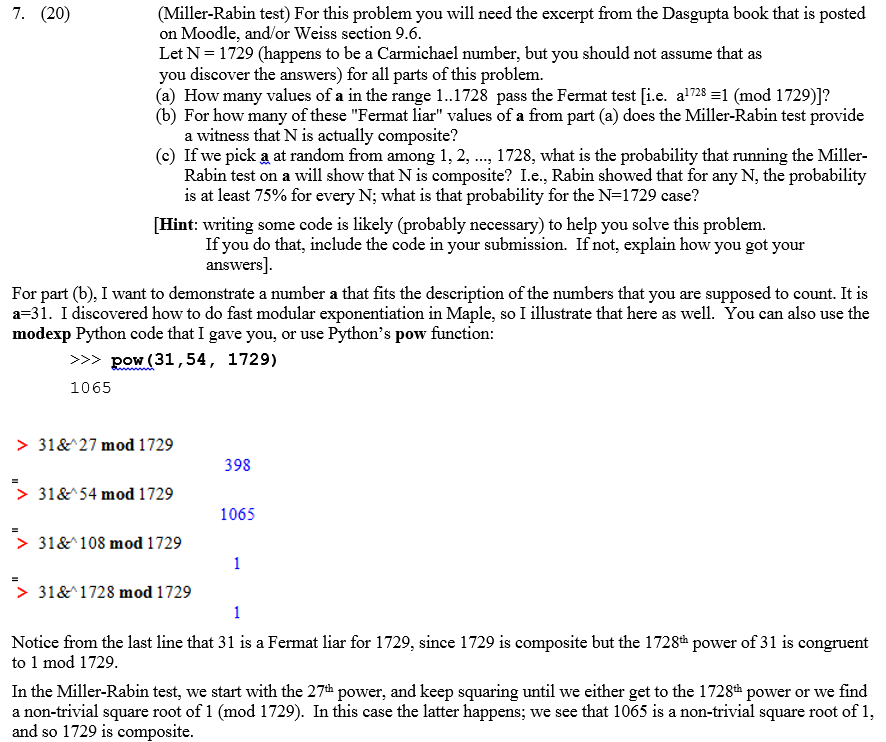 7. (20) (Miller-Rabin test) For this problem you will need the excerpt from the Dasgupta book that is posted
on Moodle, and/or Weiss section 9.6.
Let N = 1729 (happens to be a Carmichael number, but you should not assume that as
you discover the answers) for all parts of this problem.
(a) How many values of a in the range 1..1728 pass the Fermat test [i.e. a¹⁷²⁸ ≡1 (mod 1729)]?
(b) For how many of these "Fermat liar" values of a from part (a) does the Miller-Rabin test provide
a witness that N is actually composite?
(c) If we pick a at random from among 1, 2, ..., 1728, what is the probability that running the Miller-
Rabin test on a will show that N is composite? I.e., Rabin showed that for any N, the probability
is at least 75% for every N; what is that probability for the N=1729 case?
[Hint: writing some code is likely (probably necessary) to help you solve this problem.
If you do that, include the code in your submission. If not, explain how you got your
answers].
For part (b), I want to demonstrate a number a that fits the description of the numbers that you are supposed to count. It is
a=31. I discovered how to do fast modular exponentiation in Maple, so I illustrate that here as well. You can also use the
modexp Python code that I gave you, or use Python's pow function:
>>> pow(31,54, 1729)
1065
> 31&^27 mod 1729
398
> 31&^54 mod 1729
1065
> 31&^108 mod 1729
1
> 31&^1728 mod 1729
1
Notice from the last line that 31 is a Fermat liar for 1729, since 1729 is composite but the 1728th power of 31 is congruent
to 1 mod 1729.
In the Miller-Rabin test, we start with the 27th power, and keep squaring until we either get to the 1728th power or we find
a non-trivial square root of 1 (mod 1729). In this case the latter happens; we see that 1065 is a non-trivial square root of 1,
and so 1729 is composite.